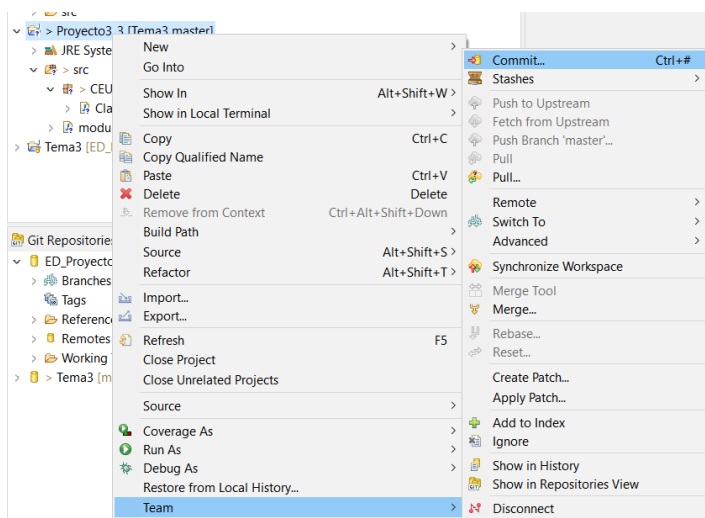 src
> Proyecto3_3 [Tema3 master]
JRE Syste
> src
> CEU
Cla
modu
Tema3 [ED_
Git Repositorie
ED_Proyecto
Branches
Tags
Reference
Remotes
Working
> Tema3 [m
New
Go Into
Show In Alt+Shift+W >
Show in Local Terminal
Copy Ctrl+C
Copy Qualified Name
Paste Ctrl+V
Delete Delete
Remove from Context Ctrl+Alt+Shift+Down
Build Path
Source Alt+Shift+S >
Refactor Alt+Shift+T >
Import...
Export...
Refresh F5
Close Project
Close Unrelated Projects
Source
Coverage As
Run As
Debug As
Restore from Local History...
Team
Commit... Ctrl+#
Stashes
Push to Upstream
Fetch from Upstream
Push Branch 'master'...
Pull
Pull...
Remote
Switch To
Advanced
Synchronize Workspace
Merge Tool
Merge...
Rebase...
Reset...
Create Patch...
Apply Patch...
Add to Index
Ignore
Show in History
Show in Repositories View
Disconnect